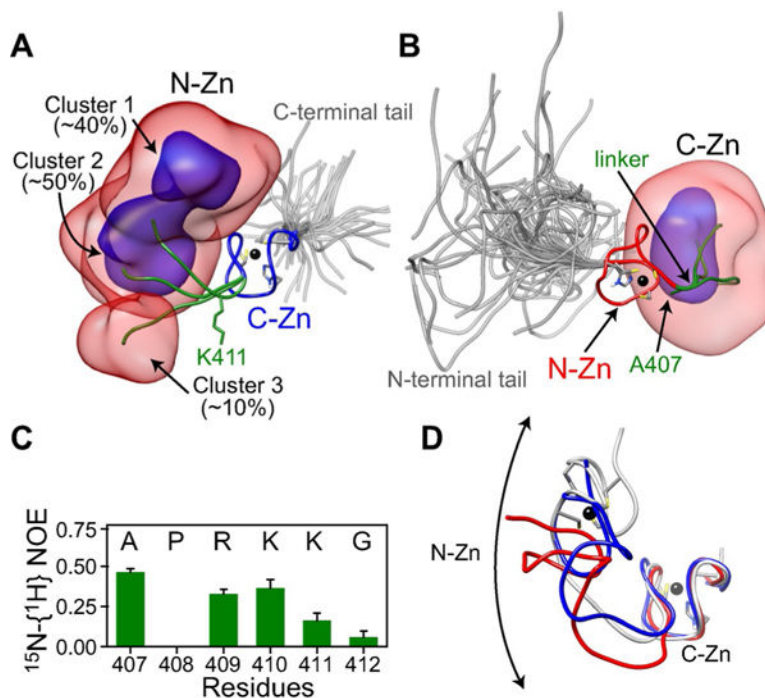 A
N-Zn
Cluster 1
(~40%)
C-terminal tail
Cluster 2
(~50%)
C-Zn
K411
Cluster 3
(~10%)
B
C-Zn
linker
N-terminal tail
N-Zn
A407
C
¹⁵N-{¹H} NOE
0.75
0.50
0.25
0.00
A P R K K G
407 408 409 410 411 412
Residues
D
N-Zn
C-Zn